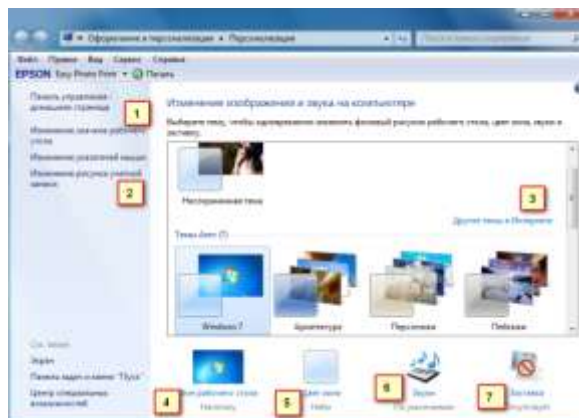 Оформление и персонализация ▸ Персонализация
Файл Правка Вид Сервис Справка
EPSON Easy Photo Print Печать
Панель управления -
домашняя страница
1
Изменение значков рабочего
стола
Изменение указателей мыши
Изменение рисунка учетной
записи
2
Изменение изображения и звука на компьютере
Выберите тему, чтобы одновременно изменить фоновый рисунок рабочего стола, цвет окна, звуки и
заставку.
Несохраненная тема
3
Другие темы в Интернете
Темы Aero (7)
Windows 7 Архитектура Персонажи Пейзажи
См. также
Экран
Панель задач и меню "Пуск"
Центр специальных
возможностей
4 5 6 7
Фон рабочего стола Цвет окна Звуки Заставка
Harmony По умолчанию